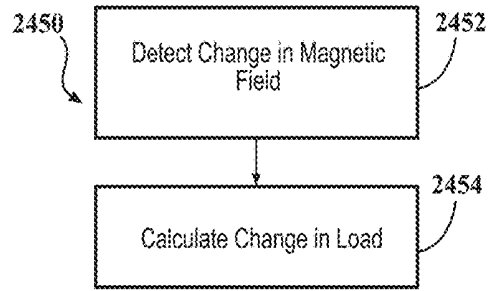 2450
2452
Detect Change in Magnetic
Field
2454
Calculate Change in Load